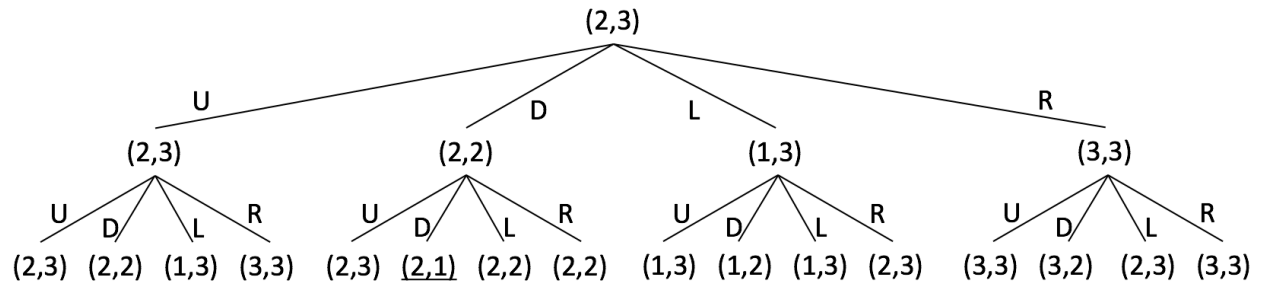 (2,3)
U D L R
(2,3) (2,2) (1,3) (3,3)
U D L R U D L R U D L R U D L R
(2,3) (2,2) (1,3) (3,3) (2,3) (2,1) (2,2) (2,2) (1,3) (1,2) (1,3) (2,3) (3,3) (3,2) (2,3) (3,3)